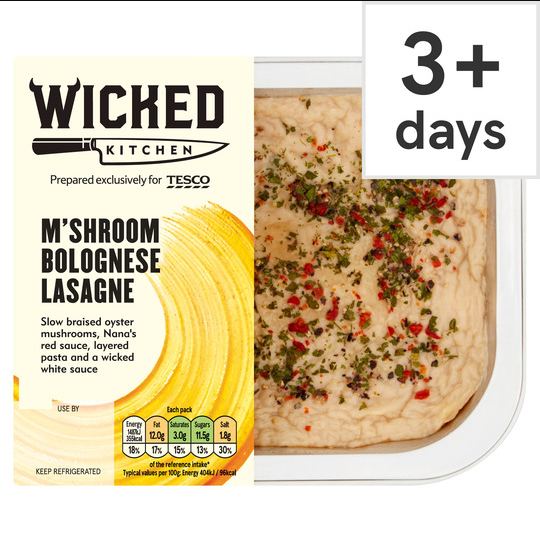 3+
days
WICKED
KITCHEN
Prepared exclusively for TESCO
M'SHROOM
BOLOGNESE
LASAGNE
Slow braised oyster
mushrooms, Nana's
red sauce, layered
pasta and a wicked
white sauce
USE BY
Each pack
Energy Fat Saturates Sugars Salt
1487kJ
355kcal 12.0g 3.0g 11.5g 1.8g
18% 17% 15% 13% 30%
of the reference intake*
Typical values per 100g: Energy 404kJ / 96kcal
KEEP REFRIGERATED